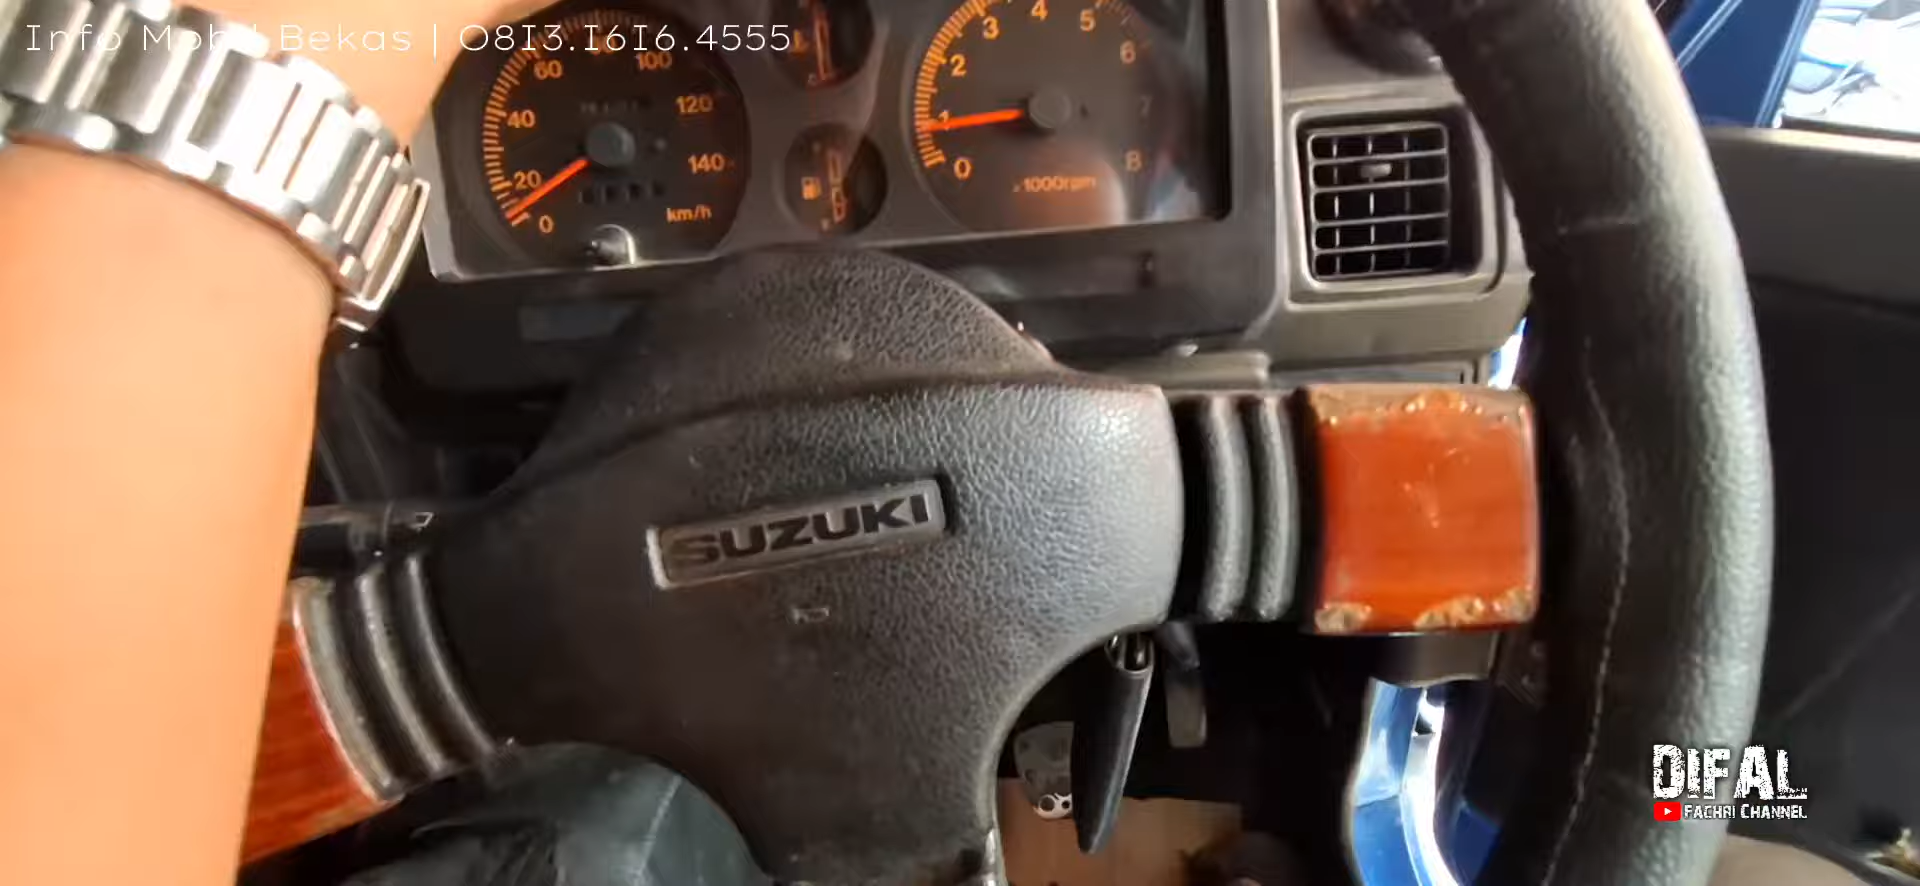 Info Mobil Bekas | 0813.1616.4555
60
100
40
120
20
140
0
km/h
3
4
5
2
6
1
7
0
8
x1000rpm
SUZUKI
DIFAL
FACHRI CHANNEL